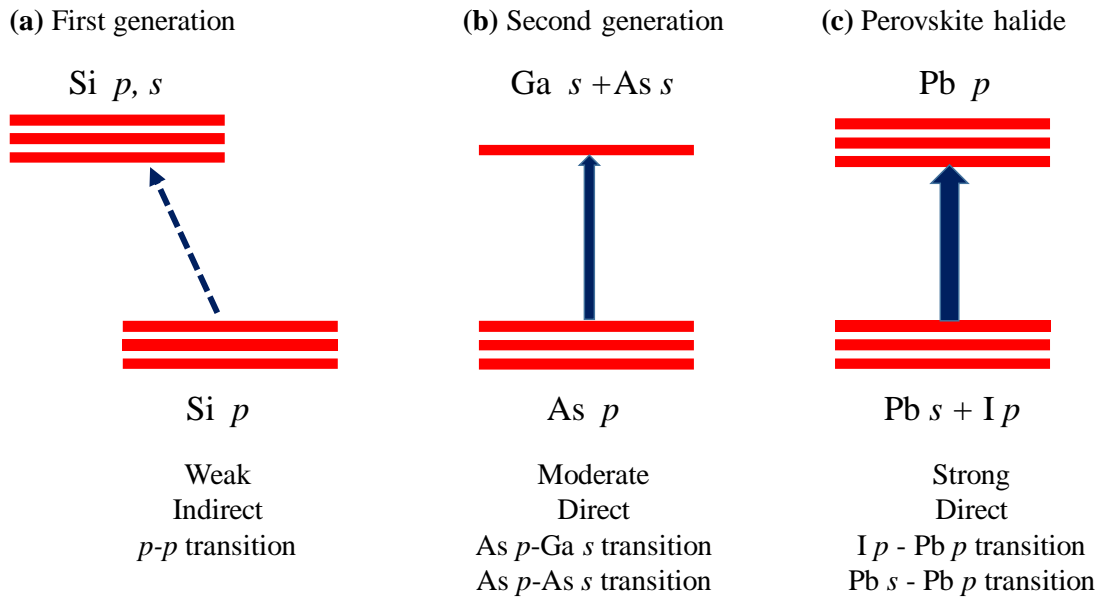 (a) First generation
Si p, s
Si p
Weak
Indirect
p-p transition
(b) Second generation
Ga s +As s
As p
Moderate
Direct
As p-Ga s transition
As p-As s transition
(c) Perovskite halide
Pb p
Pb s + I p
Strong
Direct
I p - Pb p transition
Pb s - Pb p transition